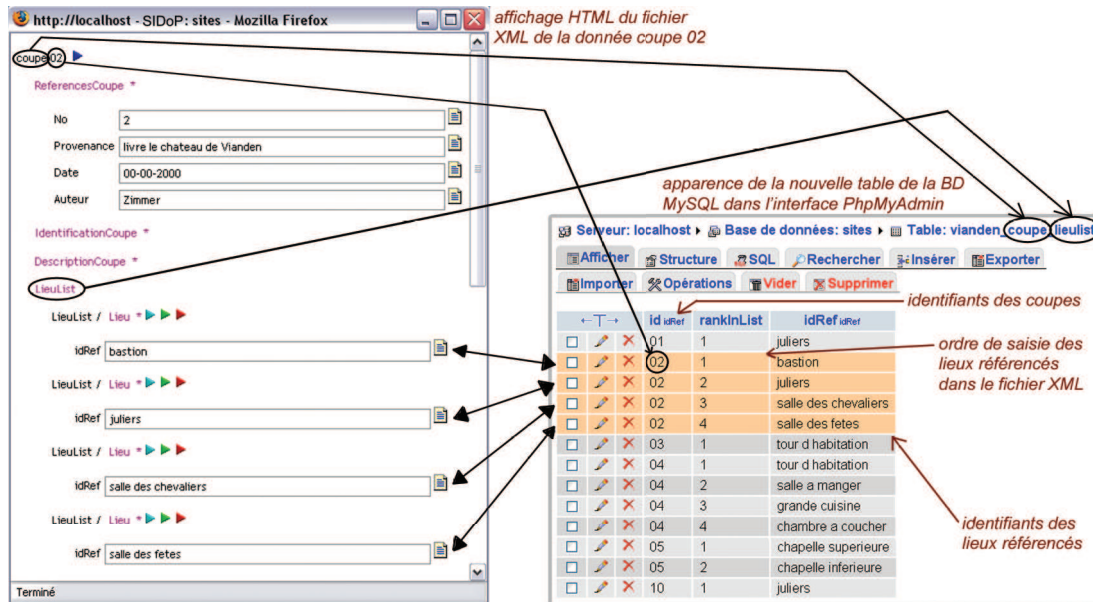 http://localhost - SIDoP: sites - Mozilla Firefox
affichage HTML du fichier
XML de la donnée coupe 02
coupe 02
ReferencesCoupe *
No 2
Provenance livre le chateau de Vianden
Date 00-00-2000
Auteur Zimmer
IdentificationCoupe *
DescriptionCoupe *
LieuList
LieuList / Lieu *
idRef bastion
LieuList / Lieu *
idRef juliers
LieuList / Lieu *
idRef salle des chevaliers
LieuList / Lieu *
idRef salle des fetes
Terminé
apparence de la nouvelle table de la BD
MySQL dans l'interface PhpMyAdmin
Serveur: localhost ▸ Base de données: sites ▸ Table: vianden_coupe_lieulist
Afficher Structure SQL Rechercher Insérer Exporter
Importer Opérations Vider Supprimer
identifiants des coupes
←T→ id idRef rankInList idRef idRef
01 1 juliers
02 1 bastion
02 2 juliers
02 3 salle des chevaliers
02 4 salle des fetes
03 1 tour d habitation
04 1 tour d habitation
04 2 salle a manger
04 3 grande cuisine
04 4 chambre a coucher
05 1 chapelle superieure
05 2 chapelle inferieure
10 1 juliers
ordre de saisie des
lieux référencés
dans le fichier XML
identifiants des
lieux référencés